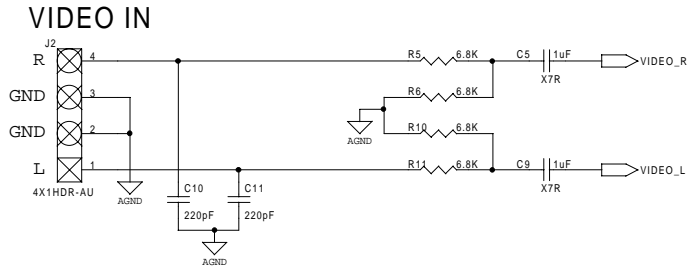 VIDEO IN
J2
R 4 R5 6.8K C5 1uF VIDEO_R
X7R
GND 3 R6 6.8K
GND 2 AGND R10 6.8K
L 1 R11 6.8K C9 1uF VIDEO_L
X7R
4X1HDR-AU AGND C10 C11
220pF 220pF
AGND